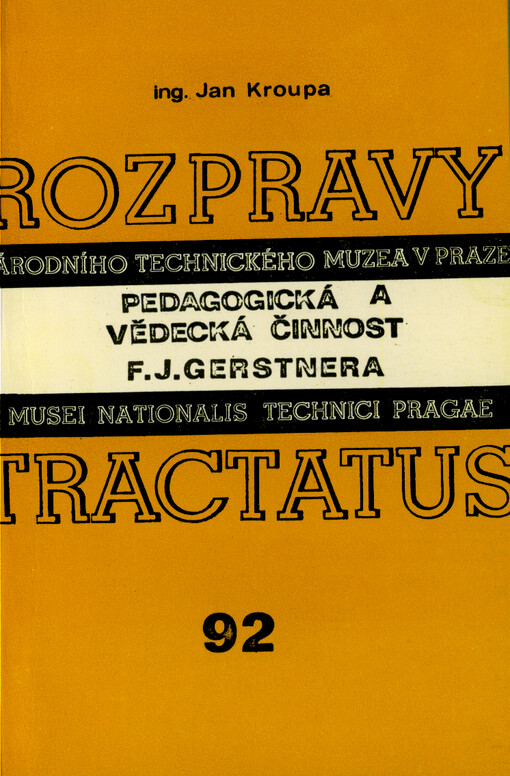 ing. Jan Kroupa
ROZPRAVY
ÁRODNÍHO TECHNICKÉHO MUZEA V PRAZE
PEDAGOGICKÁ A
VĚDECKÁ ČINNOST
F.J.GERSTNERA
MUSEI NATIONALIS TECHNICI PRAGAE
TRACTATUS
92